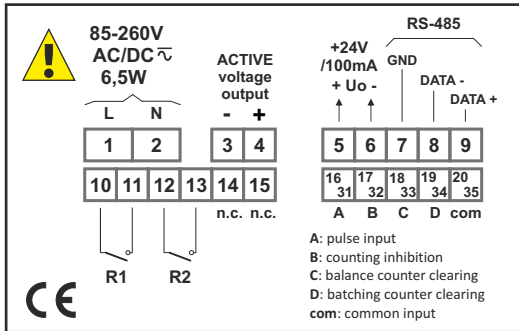 85-260V
AC/DC
6,5W
L N
ACTIVE
voltage
output
- +
+24V
/100mA
+ Uo -
RS-485
GND
DATA -
DATA +
1 2 3 4 5 6 7 8 9
10 11 12 13 14 15
n.c. n.c.
16 17 18 19 20
31 32 33 34 35
A B C D com
R1 R2
A: pulse input
B: counting inhibition
C: balance counter clearing
D: batching counter clearing
com: common input
CE